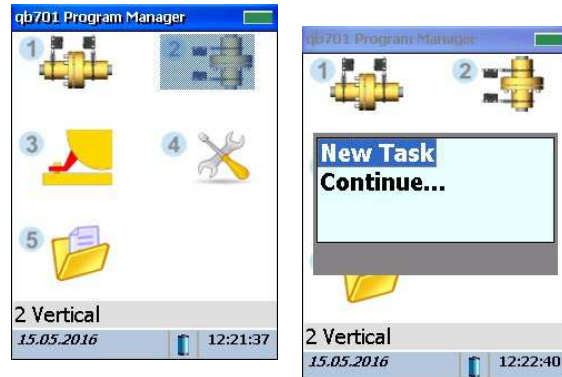 qb701 Program Manager
1
2
3
4
5
2 Vertical
15.05.2016
12:21:37
qb701 Program Manager
1
2
New Task
Continue...
2 Vertical
15.05.2016
12:22:40